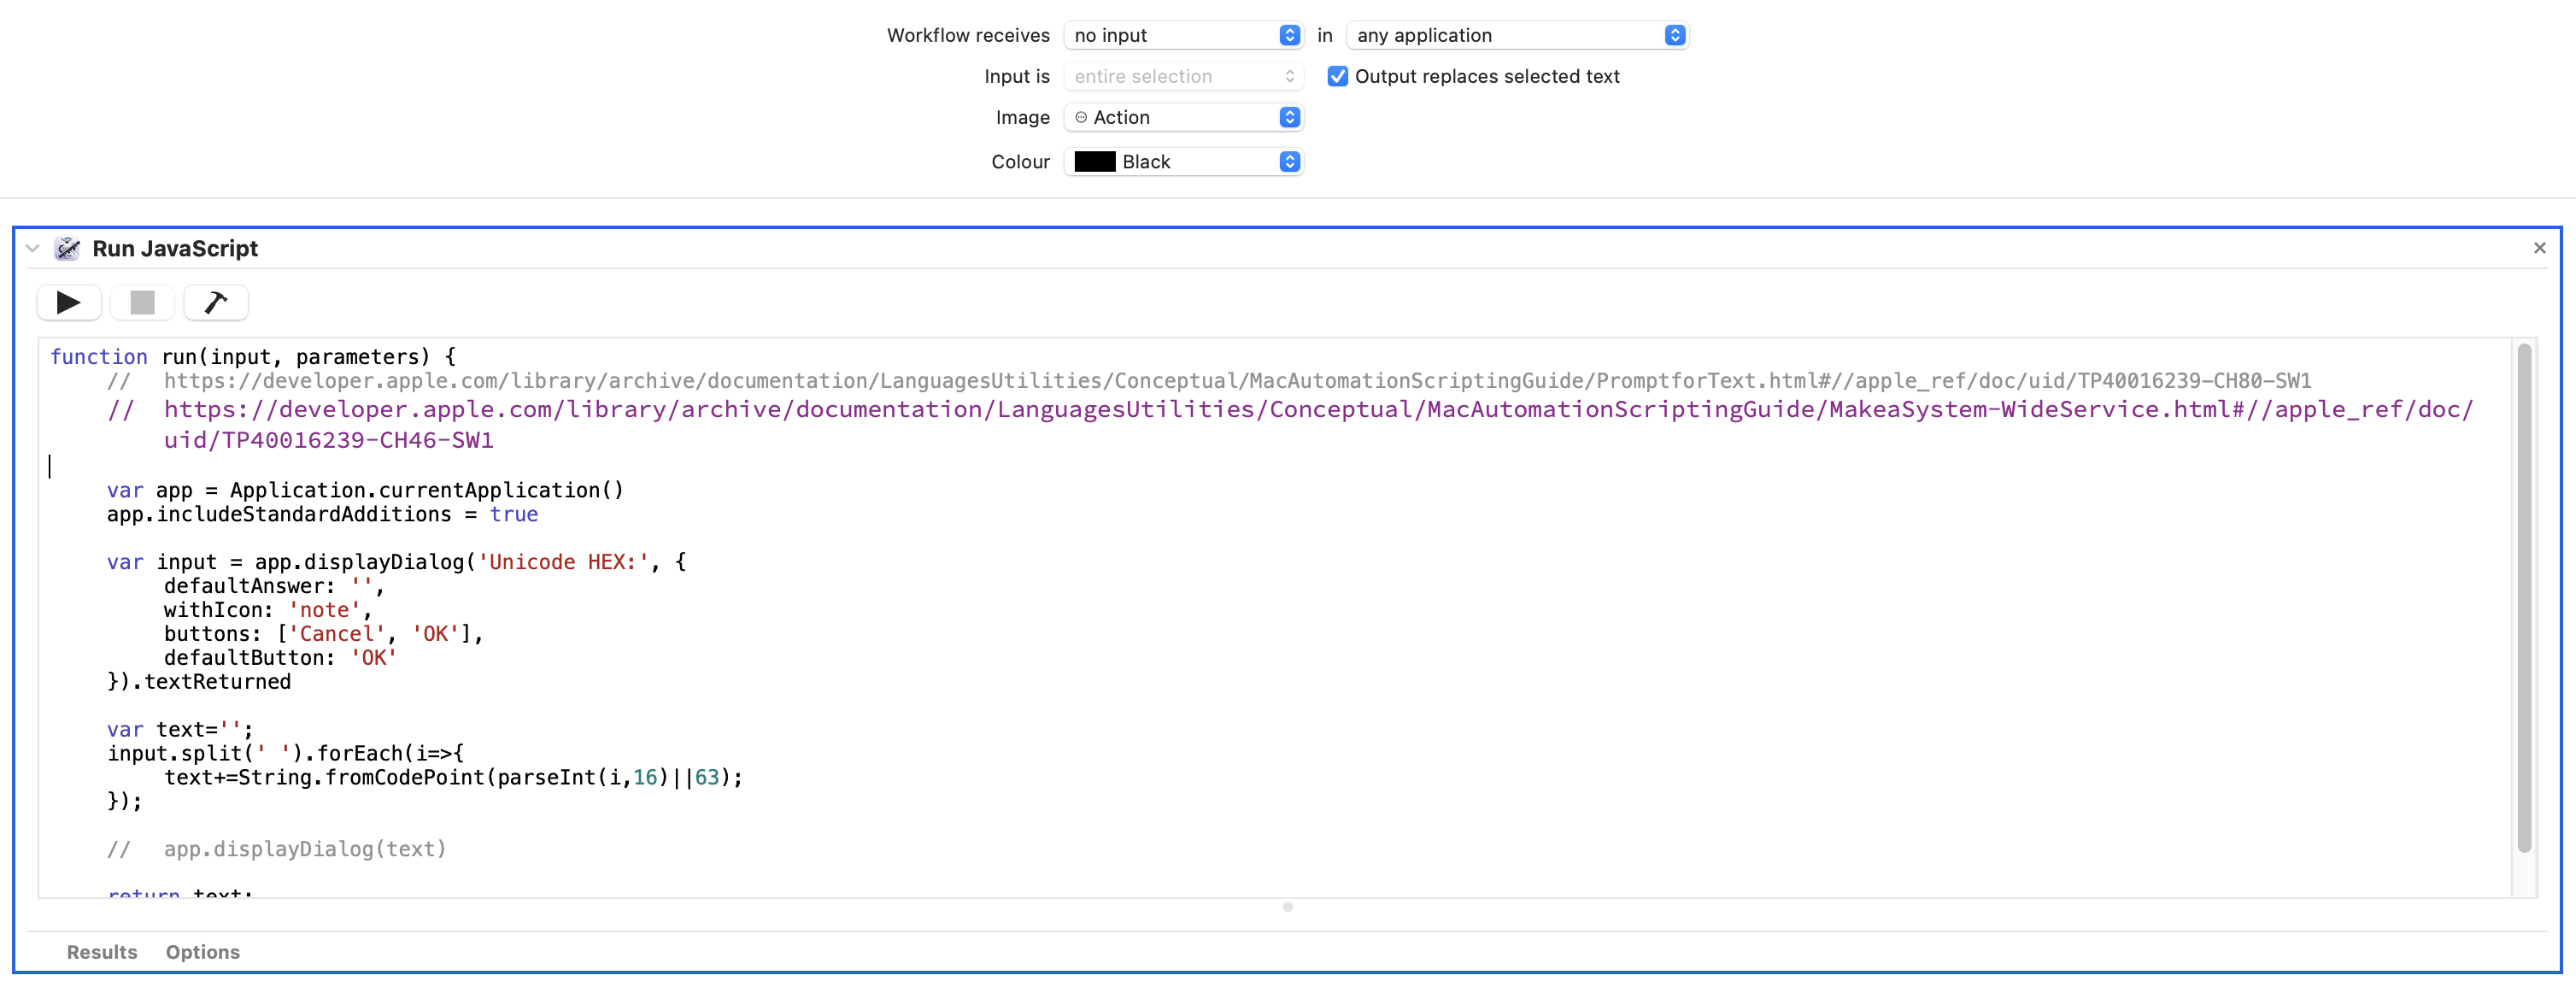 Workflow receives no input in any application
Input is entire selection Output replaces selected text
Image Action
Colour Black
Run JavaScript
function run(input, parameters) {
// https://developer.apple.com/library/archive/documentation/LanguagesUtilities/Conceptual/MacAutomationScriptingGuide/PromptforText.html#//apple_ref/doc/uid/TP40016239-CH80-SW1
// https://developer.apple.com/library/archive/documentation/LanguagesUtilities/Conceptual/MacAutomationScriptingGuide/MakeaSystem-WideService.html#//apple_ref/doc/
uid/TP40016239-CH46-SW1
var app = Application.currentApplication()
app.includeStandardAdditions = true
var input = app.displayDialog('Unicode HEX:', {
defaultAnswer: '',
withIcon: 'note',
buttons: ['Cancel', 'OK'],
defaultButton: 'OK'
}).textReturned
var text='';
input.split(' ').forEach(i=>{
text+=String.fromCodePoint(parseInt(i,16)||63);
});
// app.displayDialog(text)
return text;
Results Options